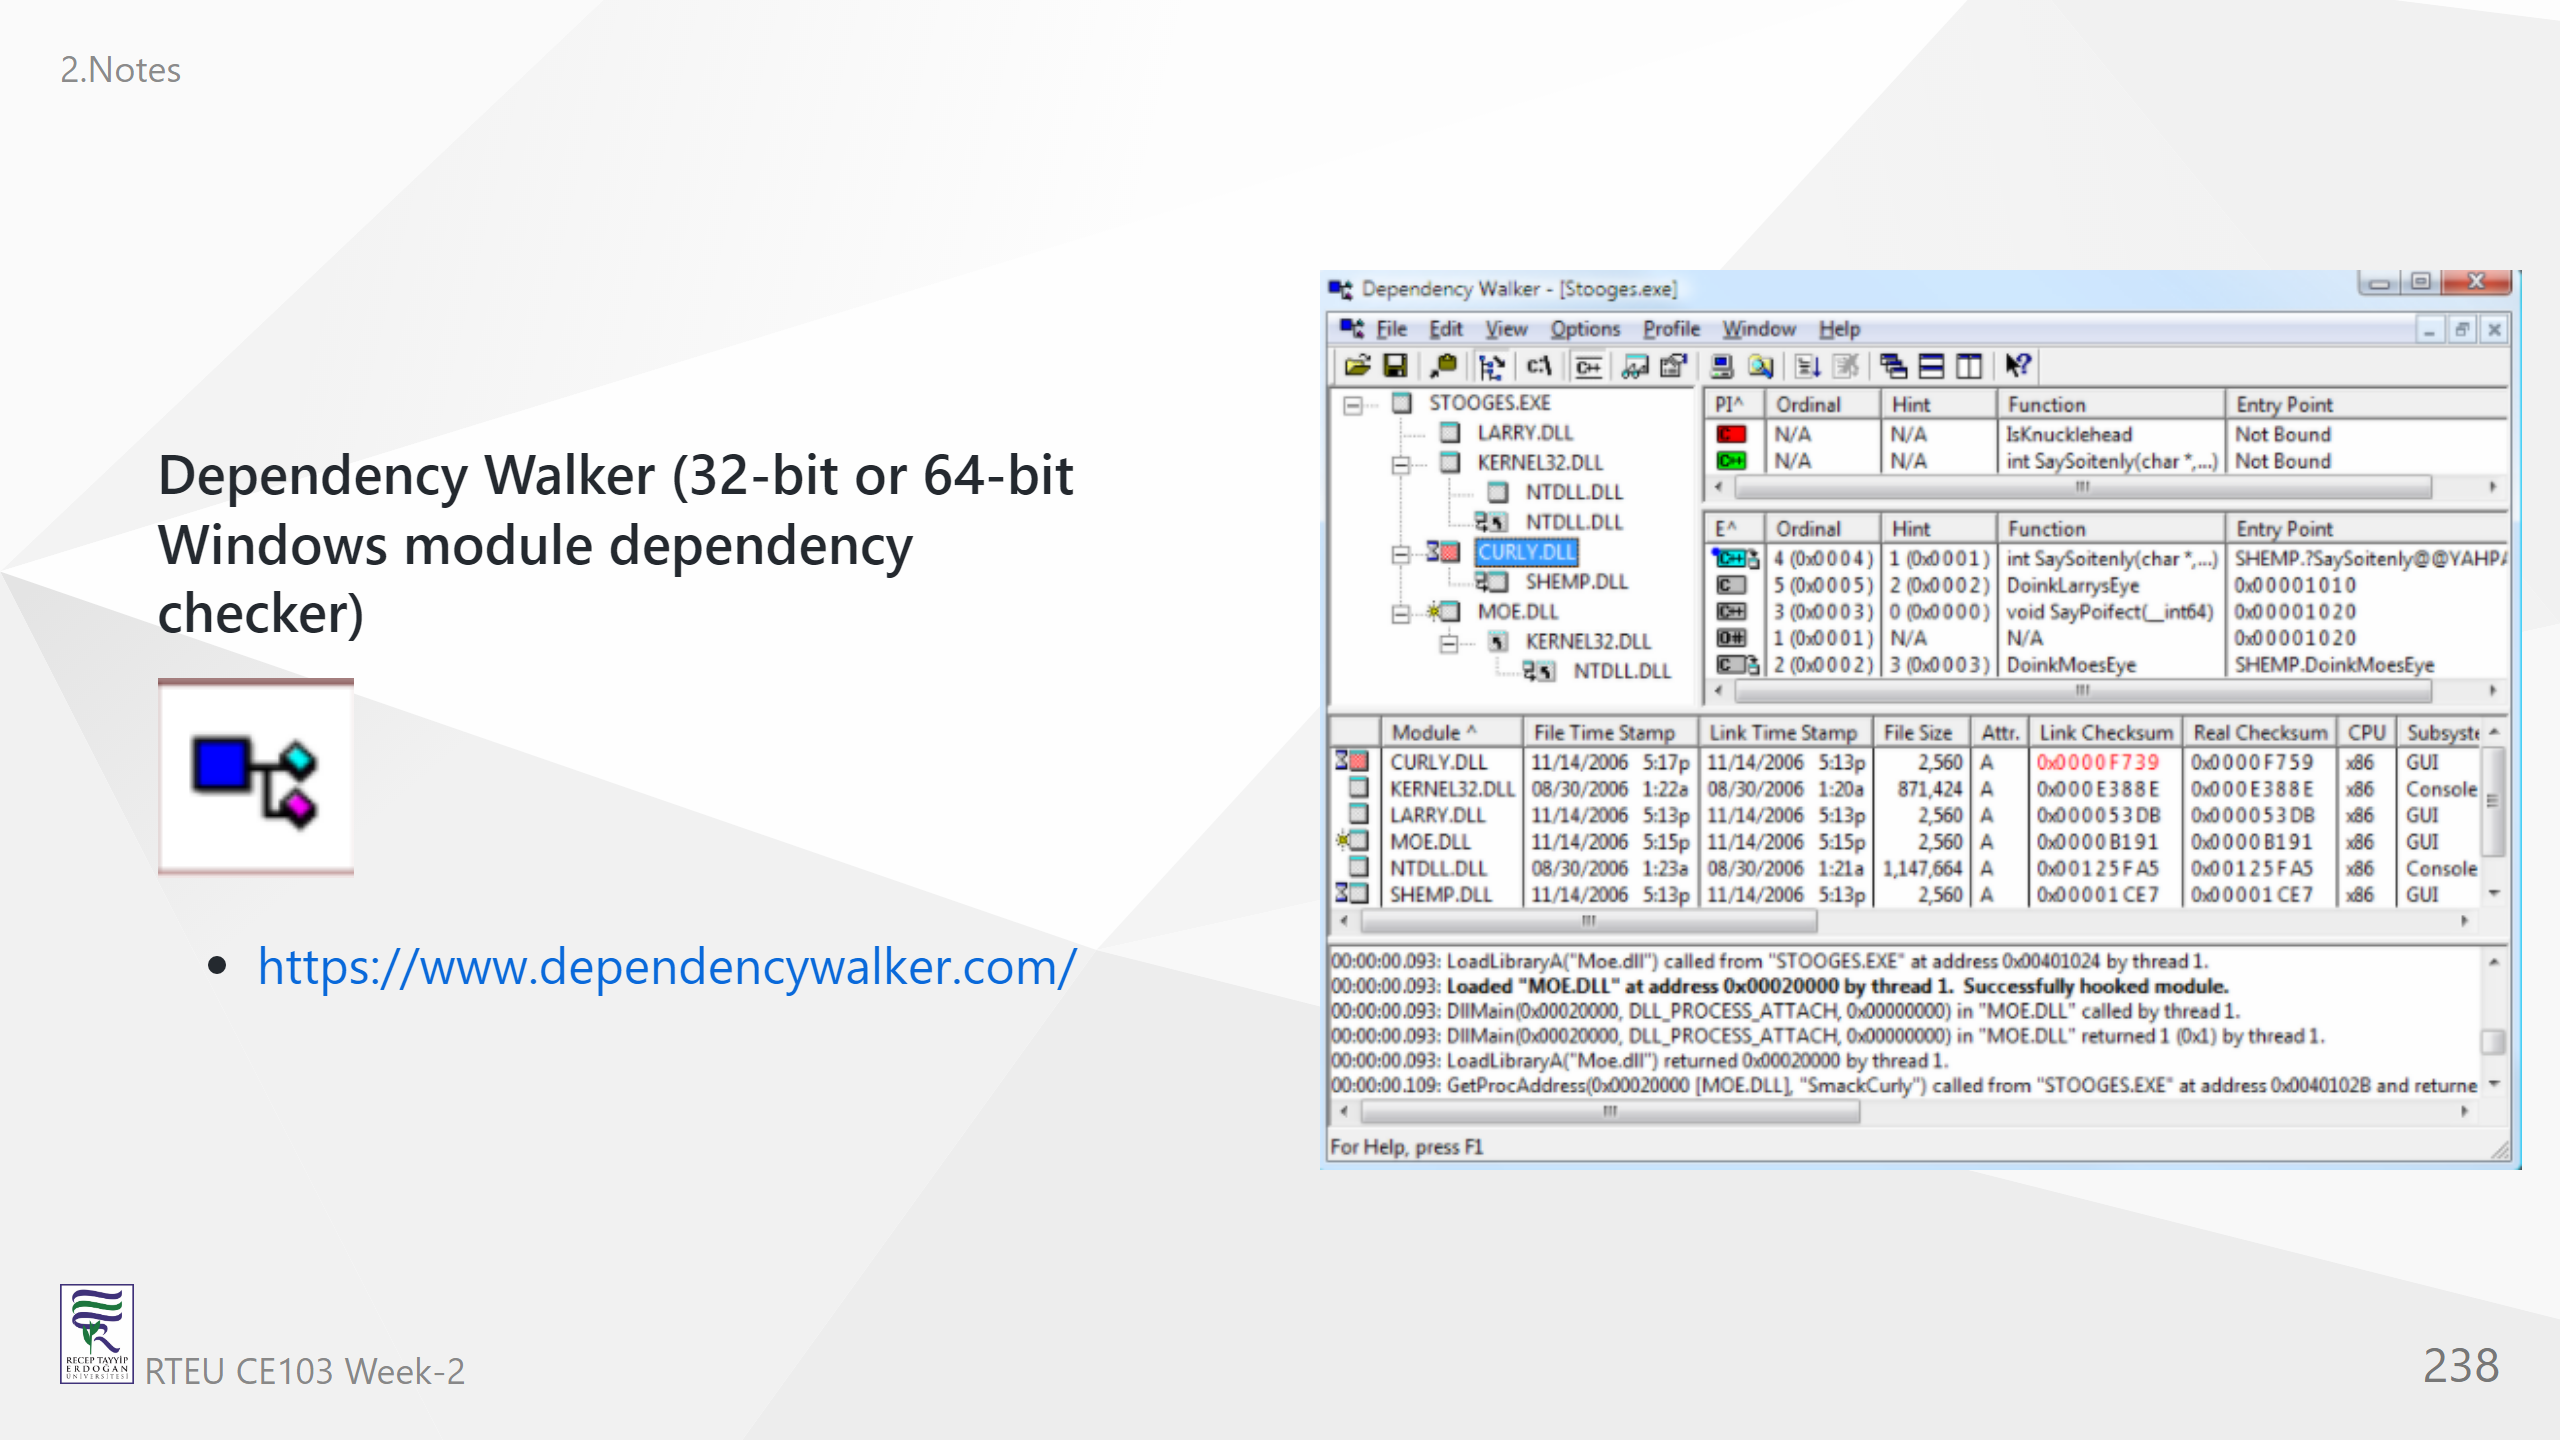 2.Notes
Dependency Walker (32-bit or 64-bit
Windows module dependency
checker)
https://www.dependencywalker.com/
Dependency Walker - [Stooges.exe]
File Edit View Options Profile Window Help
c:\ C++
STOOGES.EXE
LARRY.DLL
KERNEL32.DLL
NTDLL.DLL
NTDLL.DLL
CURLY.DLL
SHEMP.DLL
MOE.DLL
KERNEL32.DLL
NTDLL.DLL
PI^ Ordinal Hint Function Entry Point
C N/A N/A IsKnucklehead Not Bound
C++ N/A N/A int SaySoitenly(char *,...) Not Bound
E^ Ordinal Hint Function Entry Point
C++ 4 (0x0004) 1 (0x0001) int SaySoitenly(char *,...) SHEMP.?SaySoitenly@@YAHPA
C 5 (0x0005) 2 (0x0002) DoinkLarrysEye 0x00001010
C++ 3 (0x0003) 0 (0x0000) void SayPoifect(__int64) 0x00001020
O# 1 (0x0001) N/A N/A 0x00001020
C 2 (0x0002) 3 (0x0003) DoinkMoesEye SHEMP.DoinkMoesEye
Module ^ File Time Stamp Link Time Stamp File Size Attr. Link Checksum Real Checksum CPU Subsyste
CURLY.DLL 11/14/2006 5:17p 11/14/2006 5:13p 2,560 A 0x0000F739 0x0000F759 x86 GUI
KERNEL32.DLL 08/30/2006 1:22a 08/30/2006 1:20a 871,424 A 0x000E388E 0x000E388E x86 Console
LARRY.DLL 11/14/2006 5:13p 11/14/2006 5:13p 2,560 A 0x000053DB 0x000053DB x86 GUI
MOE.DLL 11/14/2006 5:15p 11/14/2006 5:15p 2,560 A 0x0000B191 0x0000B191 x86 GUI
NTDLL.DLL 08/30/2006 1:23a 08/30/2006 1:21a 1,147,664 A 0x00125FA5 0x00125FA5 x86 Console
SHEMP.DLL 11/14/2006 5:13p 11/14/2006 5:13p 2,560 A 0x00001CE7 0x00001CE7 x86 GUI
00:00:00.093: LoadLibraryA("Moe.dll") called from "STOOGES.EXE" at address 0x00401024 by thread 1.
00:00:00.093: Loaded "MOE.DLL" at address 0x00020000 by thread 1. Successfully hooked module.
00:00:00.093: DllMain(0x00020000, DLL_PROCESS_ATTACH, 0x00000000) in "MOE.DLL" called by thread 1.
00:00:00.093: DllMain(0x00020000, DLL_PROCESS_ATTACH, 0x00000000) in "MOE.DLL" returned 1 (0x1) by thread 1.
00:00:00.093: LoadLibraryA("Moe.dll") returned 0x00020000 by thread 1.
00:00:00.109: GetProcAddress(0x00020000 [MOE.DLL], "SmackCurly") called from "STOOGES.EXE" at address 0x0040102B and returne
For Help, press F1
RECEP TAYYİP
ERDOĞAN
ÜNİVERSİTESİ
RTEU CE103 Week-2
238